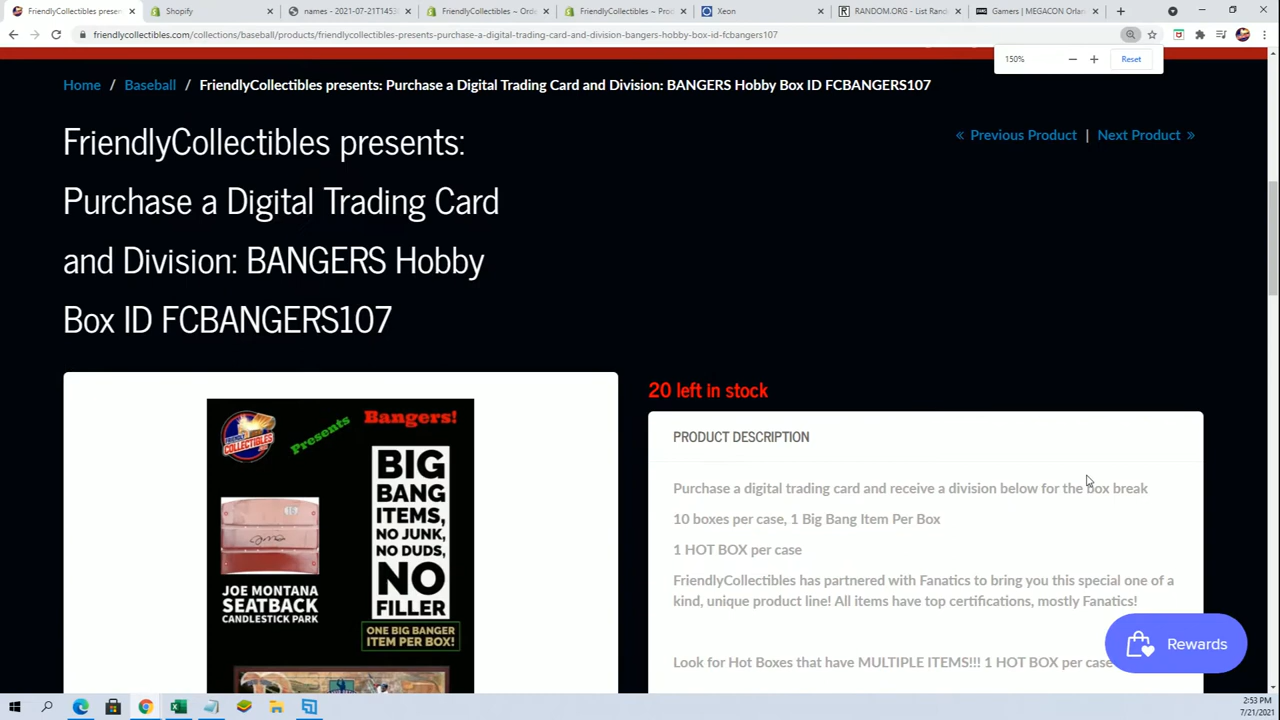 FriendlyCollectibles presen
Shopify
names - 2021-07-21T1453
FriendlyCollectibles ~ Ord
FriendlyCollectibles ~ Pro
Xeon
RANDOM.ORG - List Rand
Gamers | MEGACON Orlan
friendlycollectibles.com/collections/baseball/products/friendlycollectibles-presents-purchase-a-digital-trading-card-and-division-bangers-hobby-box-id-fcbangers107
150%
Reset
Home / Baseball / FriendlyCollectibles presents: Purchase a Digital Trading Card and Division: BANGERS Hobby Box ID FCBANGERS107
« Previous Product | Next Product »
FriendlyCollectibles presents:
Purchase a Digital Trading Card
and Division: BANGERS Hobby
Box ID FCBANGERS107
20 left in stock
PRODUCT DESCRIPTION
Purchase a digital trading card and receive a division below for the box break
10 boxes per case, 1 Big Bang Item Per Box
1 HOT BOX per case
FriendlyCollectibles has partnered with Fanatics to bring you this special one of a
kind, unique product line! All items have top certifications, mostly Fanatics!
Look for Hot Boxes that have MULTIPLE ITEMS!!! 1 HOT BOX per case
FRIENDLY
COLLECTIBLES
Presents
Bangers!
BIG
BANG
ITEMS,
NO JUNK,
NO DUDS,
NO
FILLER
ONE BIG BANGER
ITEM PER BOX!
JOE MONTANA
SEATBACK
CANDLESTICK PARK
Rewards
2:53 PM
7/21/2021